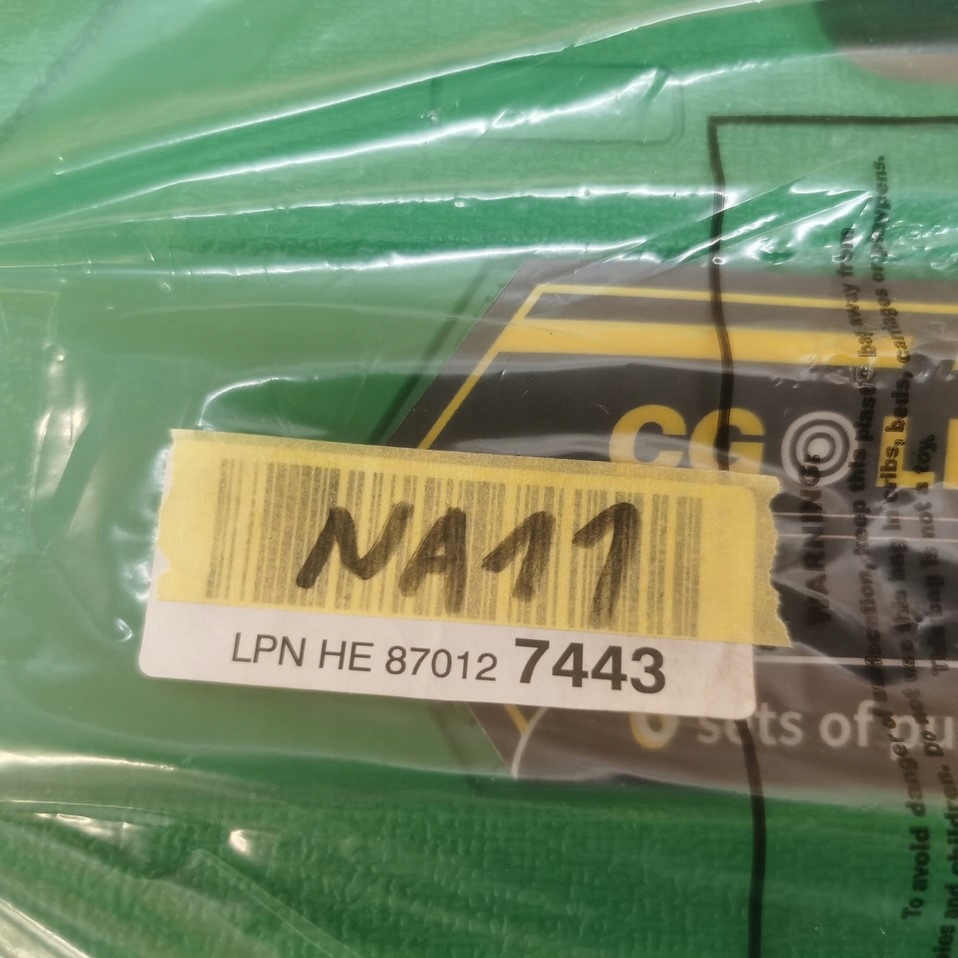 CG
NA11
LPN HE 87012 7443
6 sets of pu
WARNING:
To avoid danger of suffocation, keep this plastic bag away from
babies and children. Do not use this bag in cribs, beds, carriages or playpens.
This bag is not a toy.